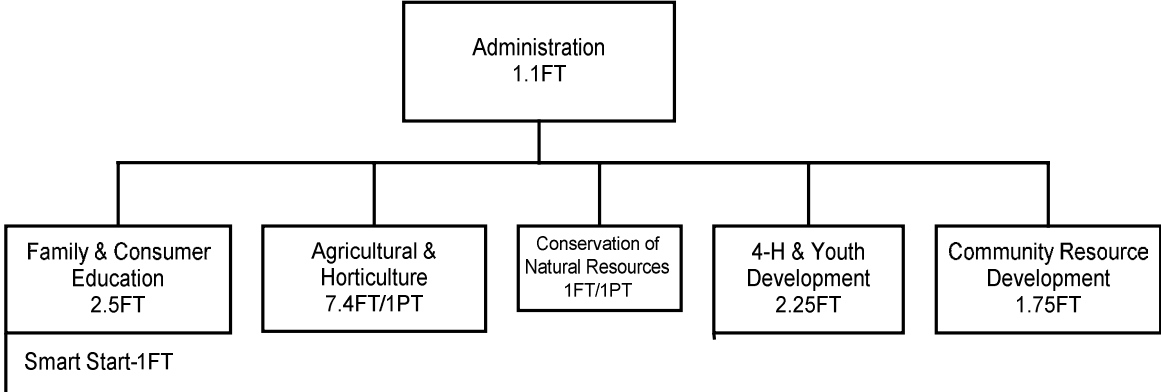 Administration
1.1FT
Family & Consumer
Education
2.5FT
Smart Start-1FT
Agricultural &
Horticulture
7.4FT/1PT
Conservation of
Natural Resources
1FT/1PT
4-H & Youth
Development
2.25FT
Community Resource
Development
1.75FT